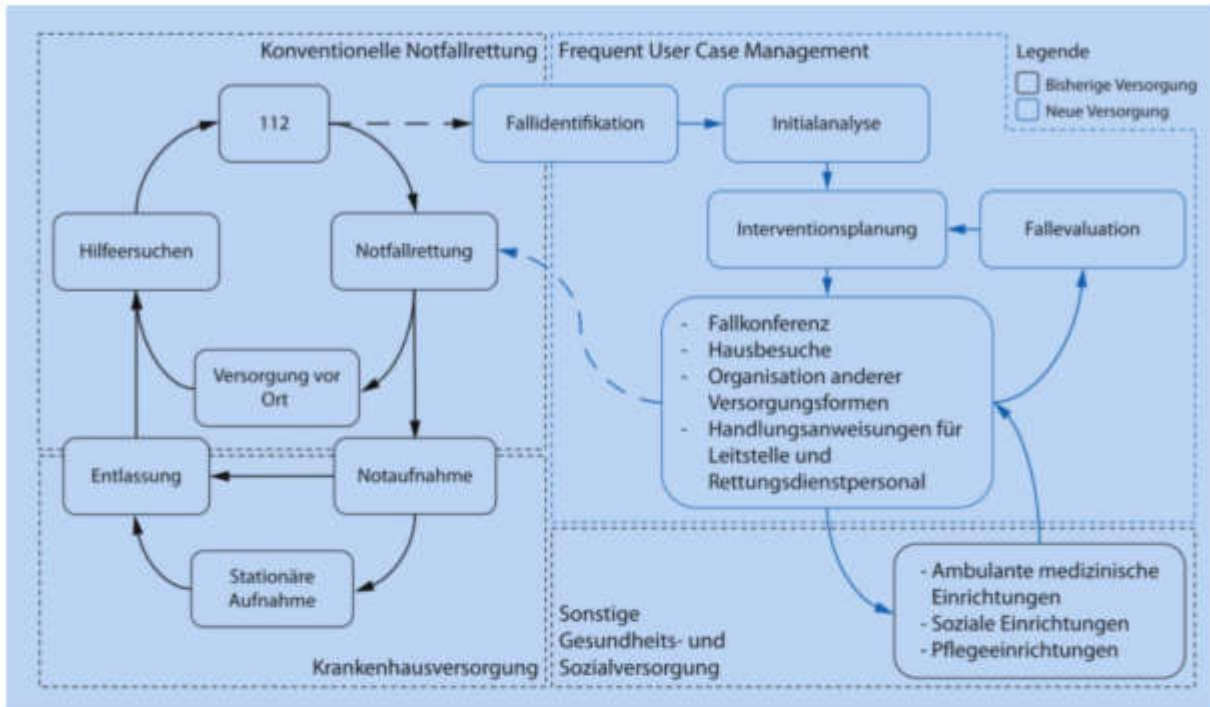 Konventionelle Notfallrettung
112
Hilfeersuchen
Notfallrettung
Versorgung vor
Ort
Entlassung
Notaufnahme
Stationäre
Aufnahme
Krankenhausversorgung
Frequent User Case Management
Legende
Bisherige Versorgung
Neue Versorgung
Fallidentifikation
Initialanalyse
Interventionsplanung
Fallevaluation
- Fallkonferenz
- Hausbesuche
- Organisation anderer
Versorgungsformen
- Handlungsanweisungen für
Leitstelle und
Rettungsdienstpersonal
Sonstige
Gesundheits- und
Sozialversorgung
- Ambulante medizinische
Einrichtungen
- Soziale Einrichtungen
- Pflegeeinrichtungen